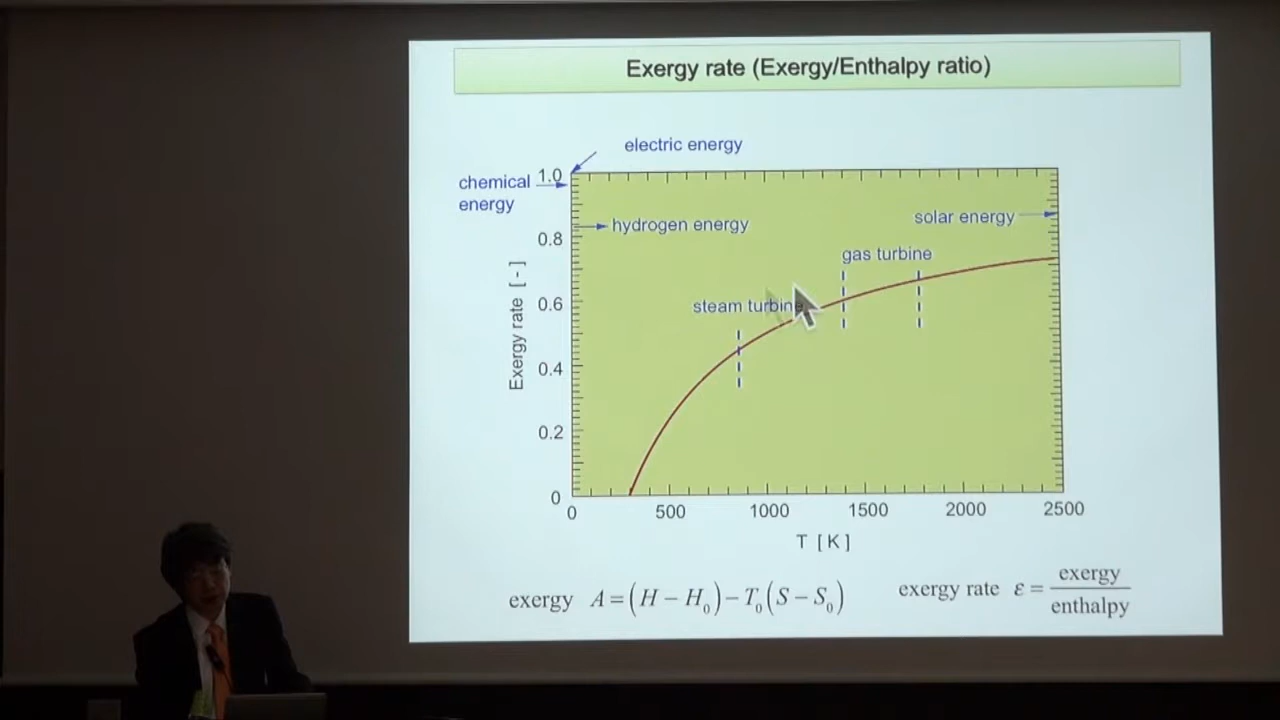 Exergy rate (Exergy/Enthalpy ratio)
electric energy
chemical
energy
1.0
hydrogen energy
solar energy
0.8
gas turbine
steam turbine
0.6
0.4
0.2
0
Exergy rate [ - ]
0 500 1000 1500 2000 2500
T [ K ]
exergy A = (H − H₀) − T₀(S − S₀)
exergy rate ε = exergy / enthalpy